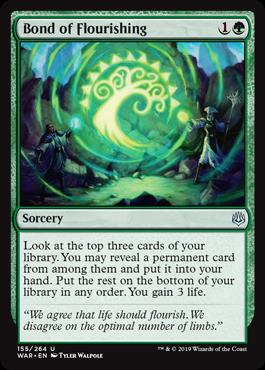 Bond of Flourishing 1
Sorcery
Look at the top three cards of your
library. You may reveal a permanent card
from among them and put it into your
hand. Put the rest on the bottom of your
library in any order. You gain 3 life.
“We agree that life should flourish. We
disagree on the optimal number of limbs.”
155/264 U
WAR • EN Tyler Walpole
™ & © 2019 Wizards of the Coast